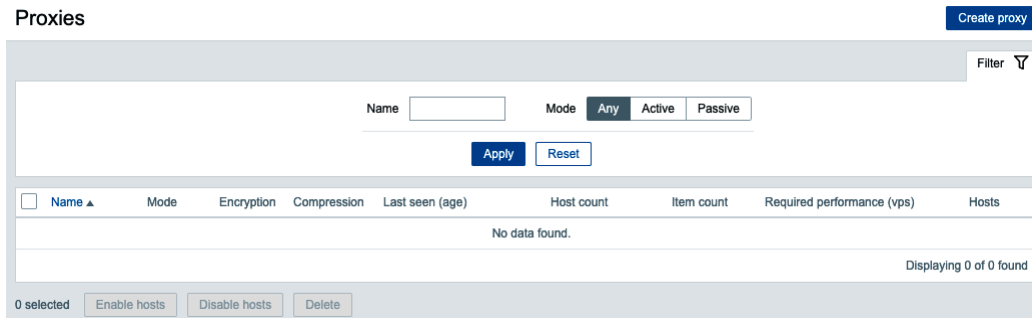 Proxies Create proxy
Filter
Name Mode Any Active Passive
Apply Reset
Name Mode Encryption Compression Last seen (age) Host count Item count Required performance (vps) Hosts
No data found.
Displaying 0 of 0 found
0 selected Enable hosts Disable hosts Delete